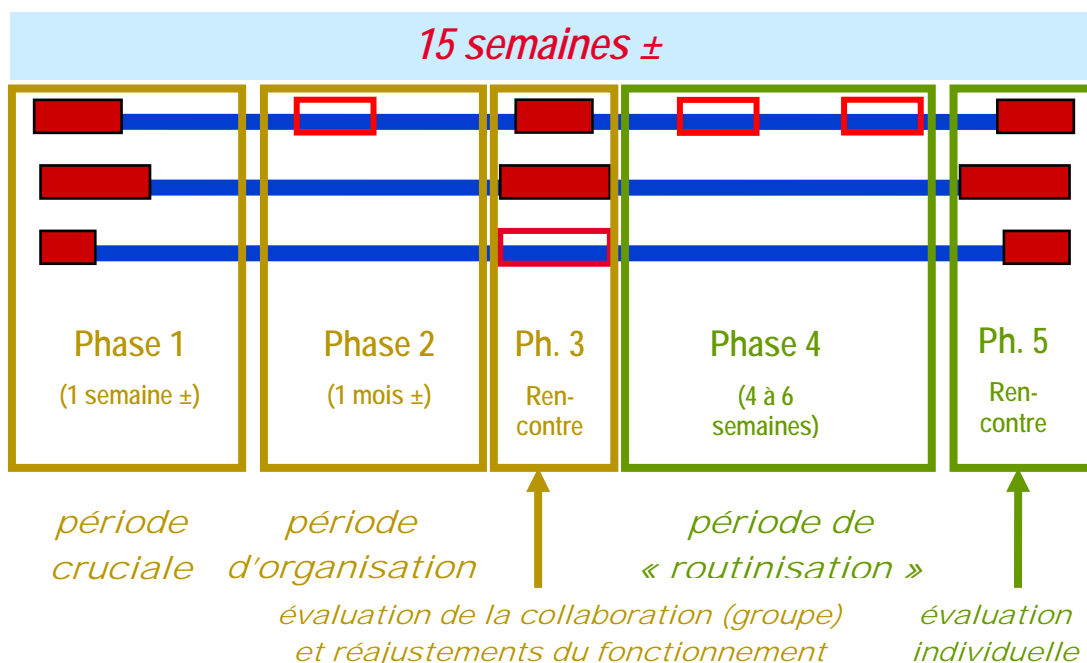 15 semaines ±
Phase 1
(1 semaine ±)
Phase 2
(1 mois ±)
Ph. 3
Ren-
contre
Phase 4
(4 à 6
semaines)
Ph. 5
Ren-
contre
période
cruciale
période
d'organisation
période de
« routinisation »
évaluation de la collaboration (groupe)
et réajustements du fonctionnement
évaluation
individuelle